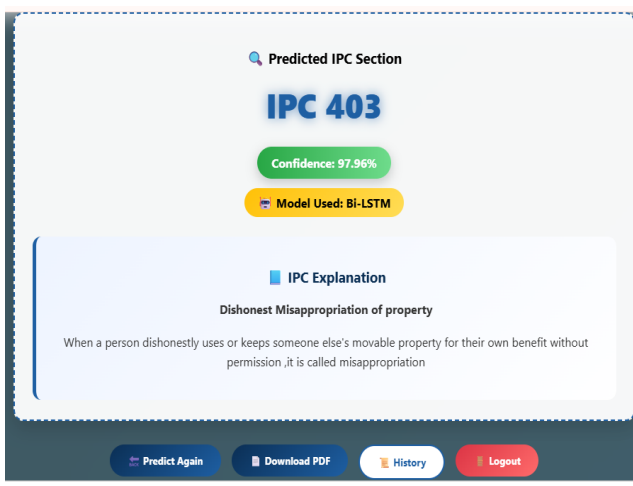 🔍 Predicted IPC Section
IPC 403
Confidence: 97.96%
Model Used: Bi-LSTM
📘 IPC Explanation
Dishonest Misappropriation of property
When a person dishonestly uses or keeps someone else's movable property for their own benefit without
permission ,it is called misappropriation
Predict Again
Download PDF
History
Logout